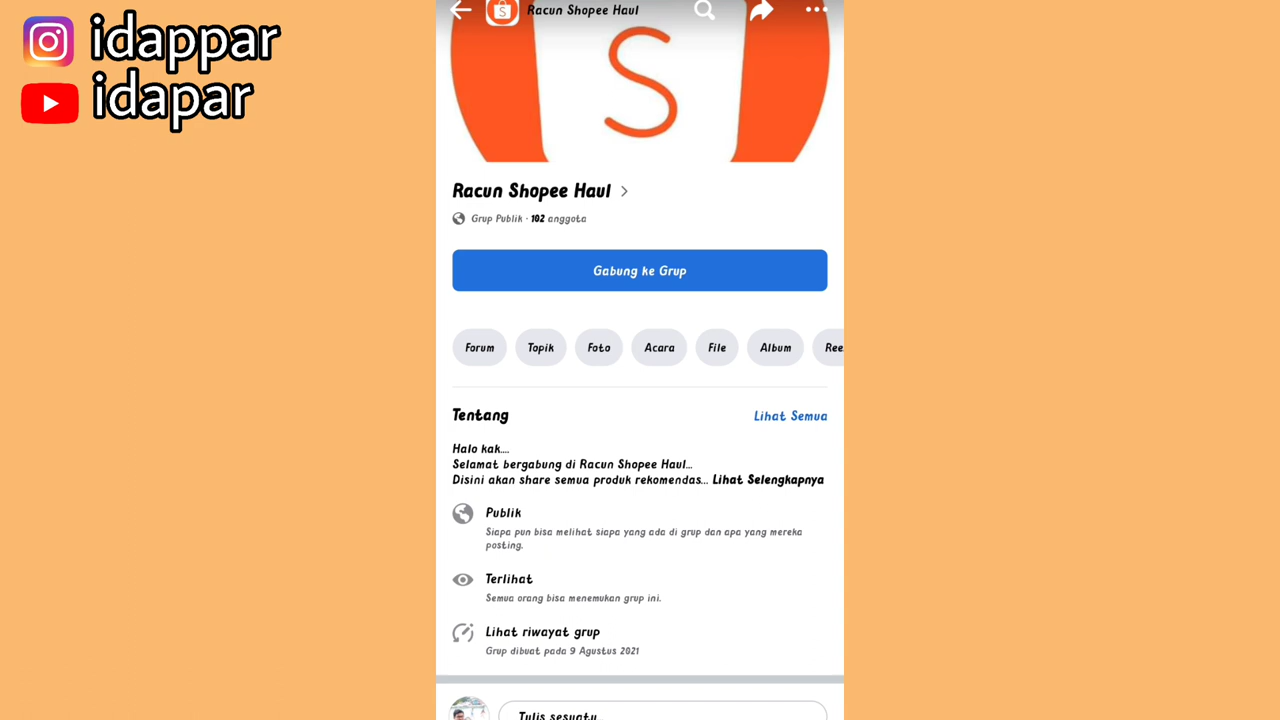 idappar
idapar
Racun Shopee Haul
S
Racun Shopee Haul
Grup Publik · 102 anggota
Gabung ke Grup
Forum Topik Foto Acara File Album Ree
Tentang Lihat Semua
Halo kak....
Selamat bergabung di Racun Shopee Haul...
Disini akan share semua produk rekomendas... Lihat Selengkapnya
Publik
Siapa pun bisa melihat siapa yang ada di grup dan apa yang mereka
posting.
Terlihat
Semua orang bisa menemukan grup ini.
Lihat riwayat grup
Grup dibuat pada 9 Agustus 2021
Tulis sesuatu...